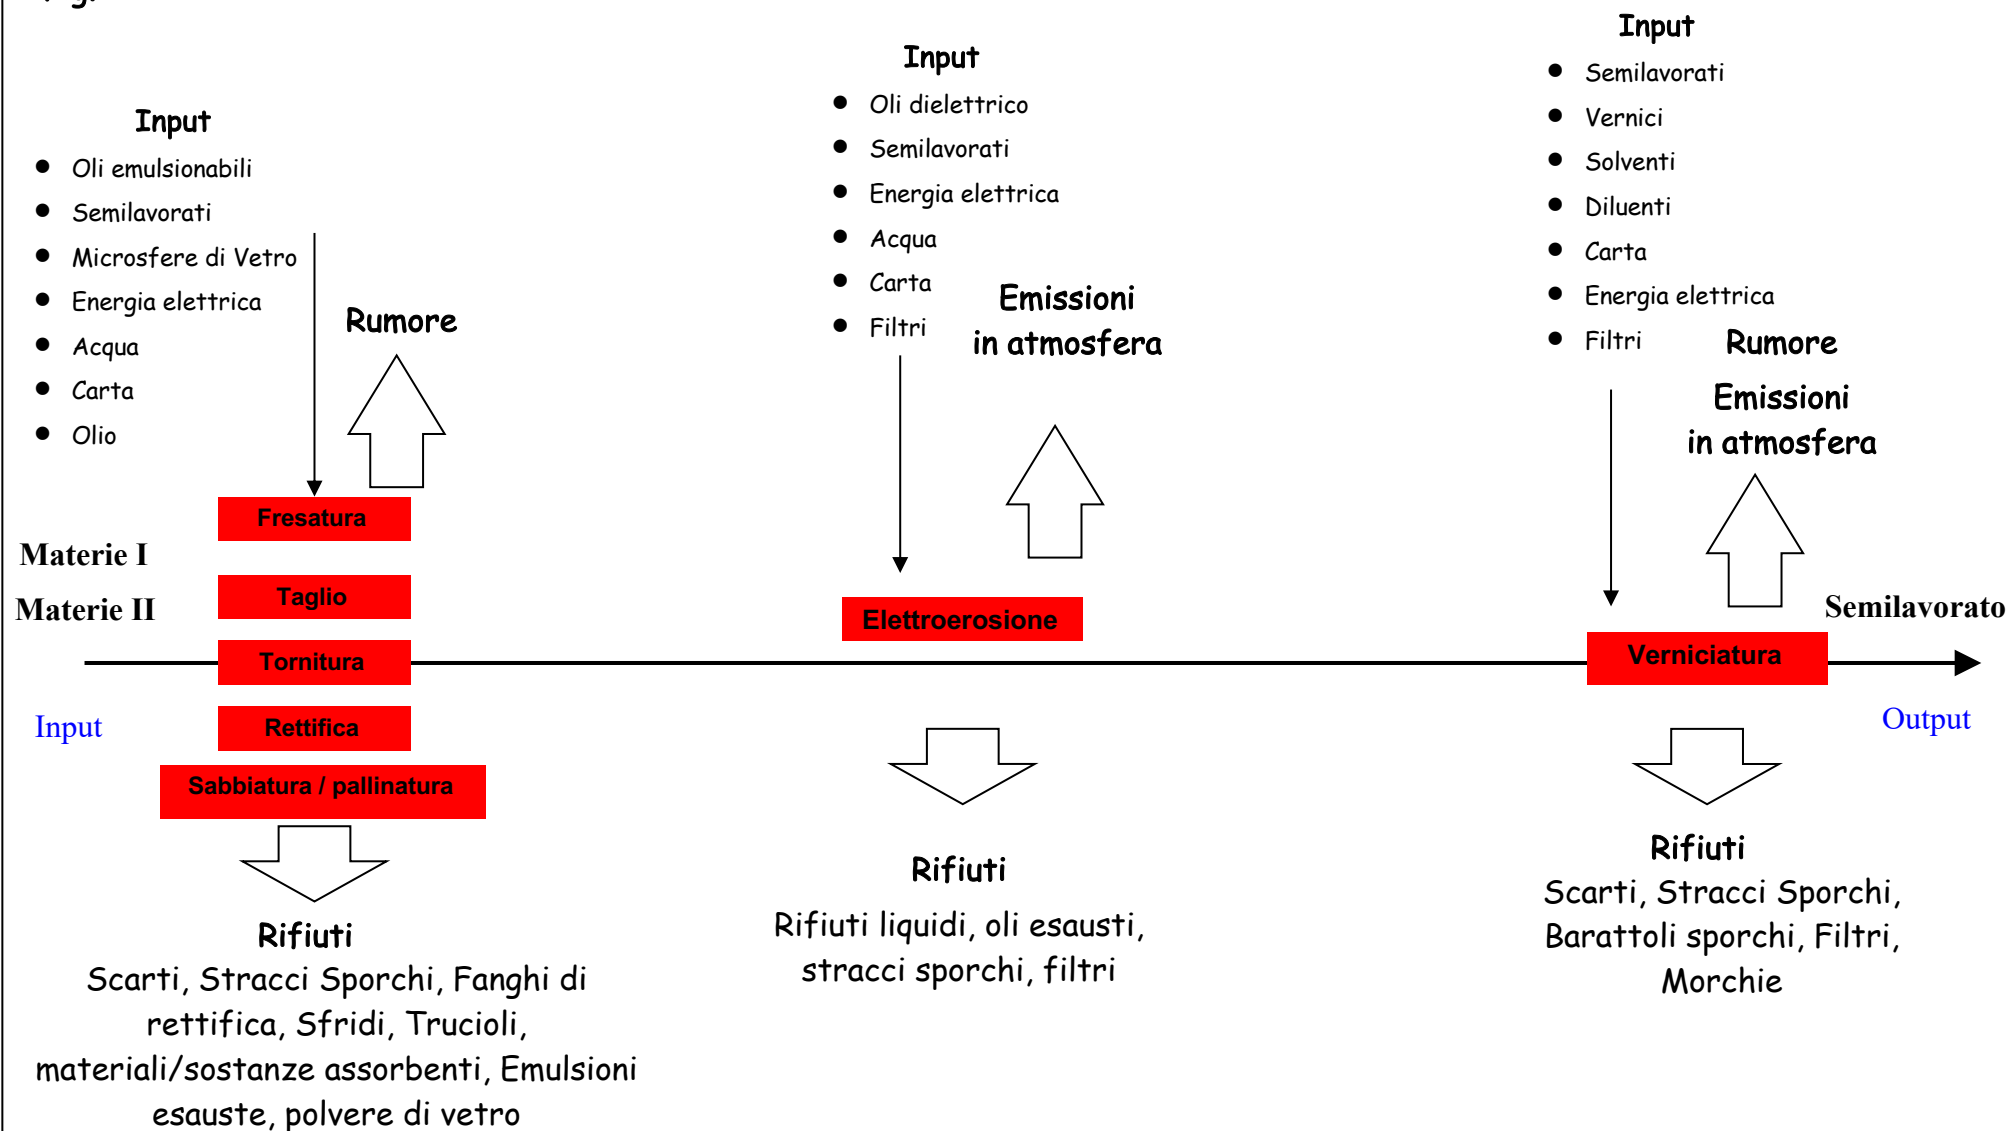 Input
Oli emulsionabili
Semilavorati
Microsfere di Vetro
Energia elettrica
Acqua
Carta
Olio
Rumore
Input
Oli dielettrico
Semilavorati
Energia elettrica
Acqua
Carta
Filtri
Emissioni
in atmosfera
Input
Semilavorati
Vernici
Solventi
Diluenti
Carta
Energia elettrica
Filtri
Rumore
Emissioni
in atmosfera
Materie I
Materie II
Input
Fresatura
Taglio
Tornitura
Rettifica
Sabbiatura / pallinatura
Elettroerosione
Verniciatura
Semilavorato
Output
Rifiuti
Scarti, Stracci Sporchi, Fanghi di
rettifica, Sfridi, Trucioli,
materiali/sostanze assorbenti, Emulsioni
esauste, polvere di vetro
Rifiuti
Rifiuti liquidi, oli esausti,
stracci sporchi, filtri
Rifiuti
Scarti, Stracci Sporchi,
Barattoli sporchi, Filtri,
Morchie